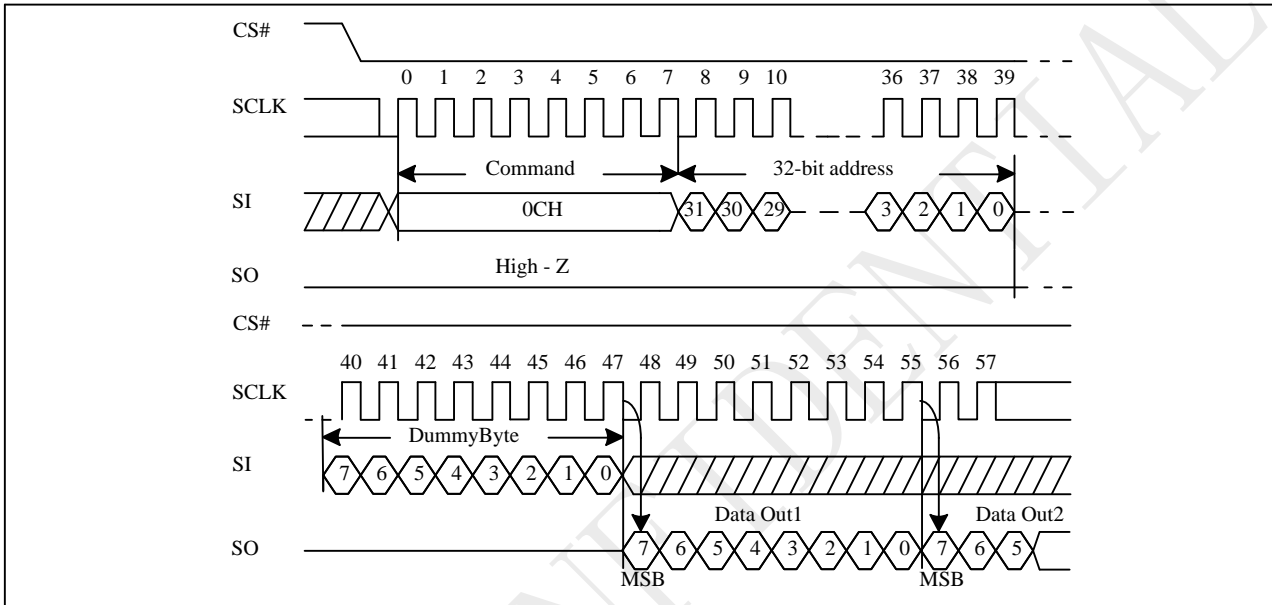 CS#
0 1 2 3 4 5 6 7 8 9 10 36 37 38 39
SCLK
Command 32-bit address
SI 0CH 31 30 29 3 2 1 0
High - Z
SO
CS#
40 41 42 43 44 45 46 47 48 49 50 51 52 53 54 55 56 57
SCLK
DummyByte
SI 7 6 5 4 3 2 1 0
Data Out1 Data Out2
SO 7 6 5 4 3 2 1 0 7 6 5
MSB MSB
NTIDENTIAL